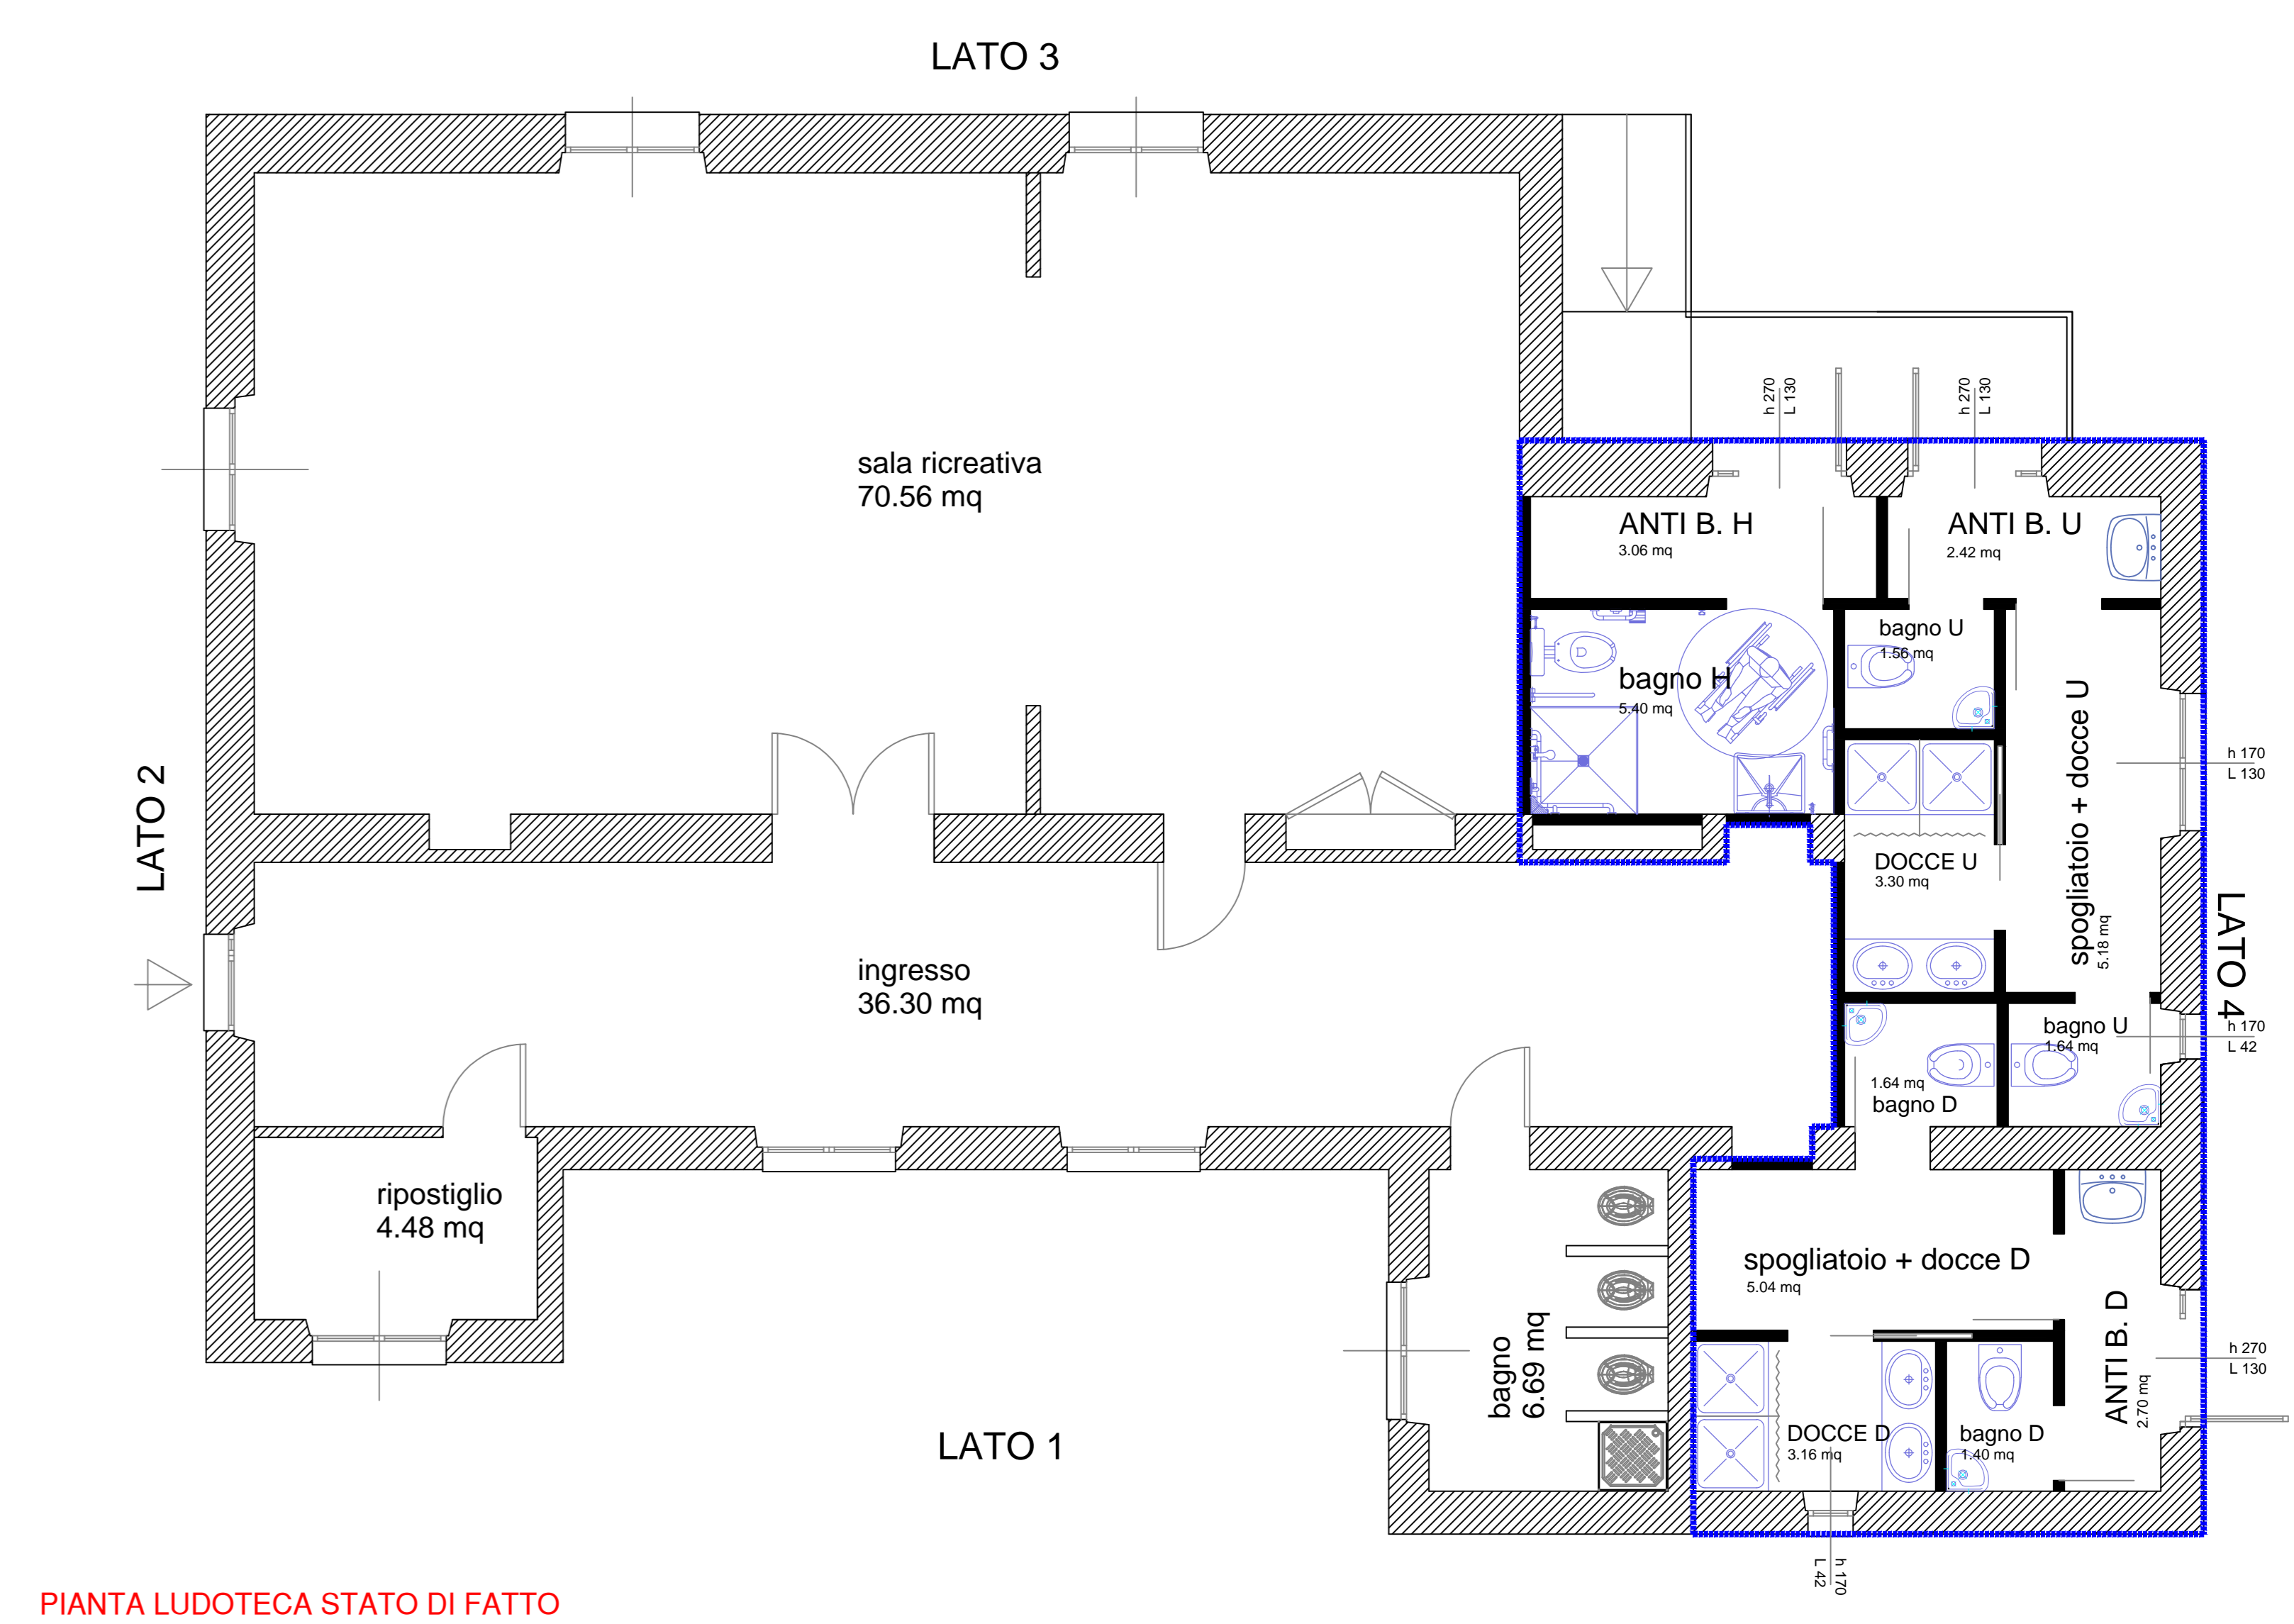 LATO 3
h 270
L 130
h 270
L 130
sala ricreativa
70.56 mq
ANTI B. H
3.06 mq
ANTI B. U
2.42 mq
bagno U
1.56 mq
bagno H
5.40 mq
spogliatoio + docce U
5.18 mq
h 170
L 130
LATO 2
DOCCE U
3.30 mq
LATO 4
ingresso
36.30 mq
bagno U
1.64 mq
h 170
L 42
1.64 mq
bagno D
ripostiglio
4.48 mq
spogliatoio + docce D
5.04 mq
bagno
6.69 mq
ANTI B. D
2.70 mq
h 270
L 130
LATO 1
DOCCE D
3.16 mq
bagno D
1.40 mq
h 170
L 42
PIANTA LUDOTECA STATO DI FATTO